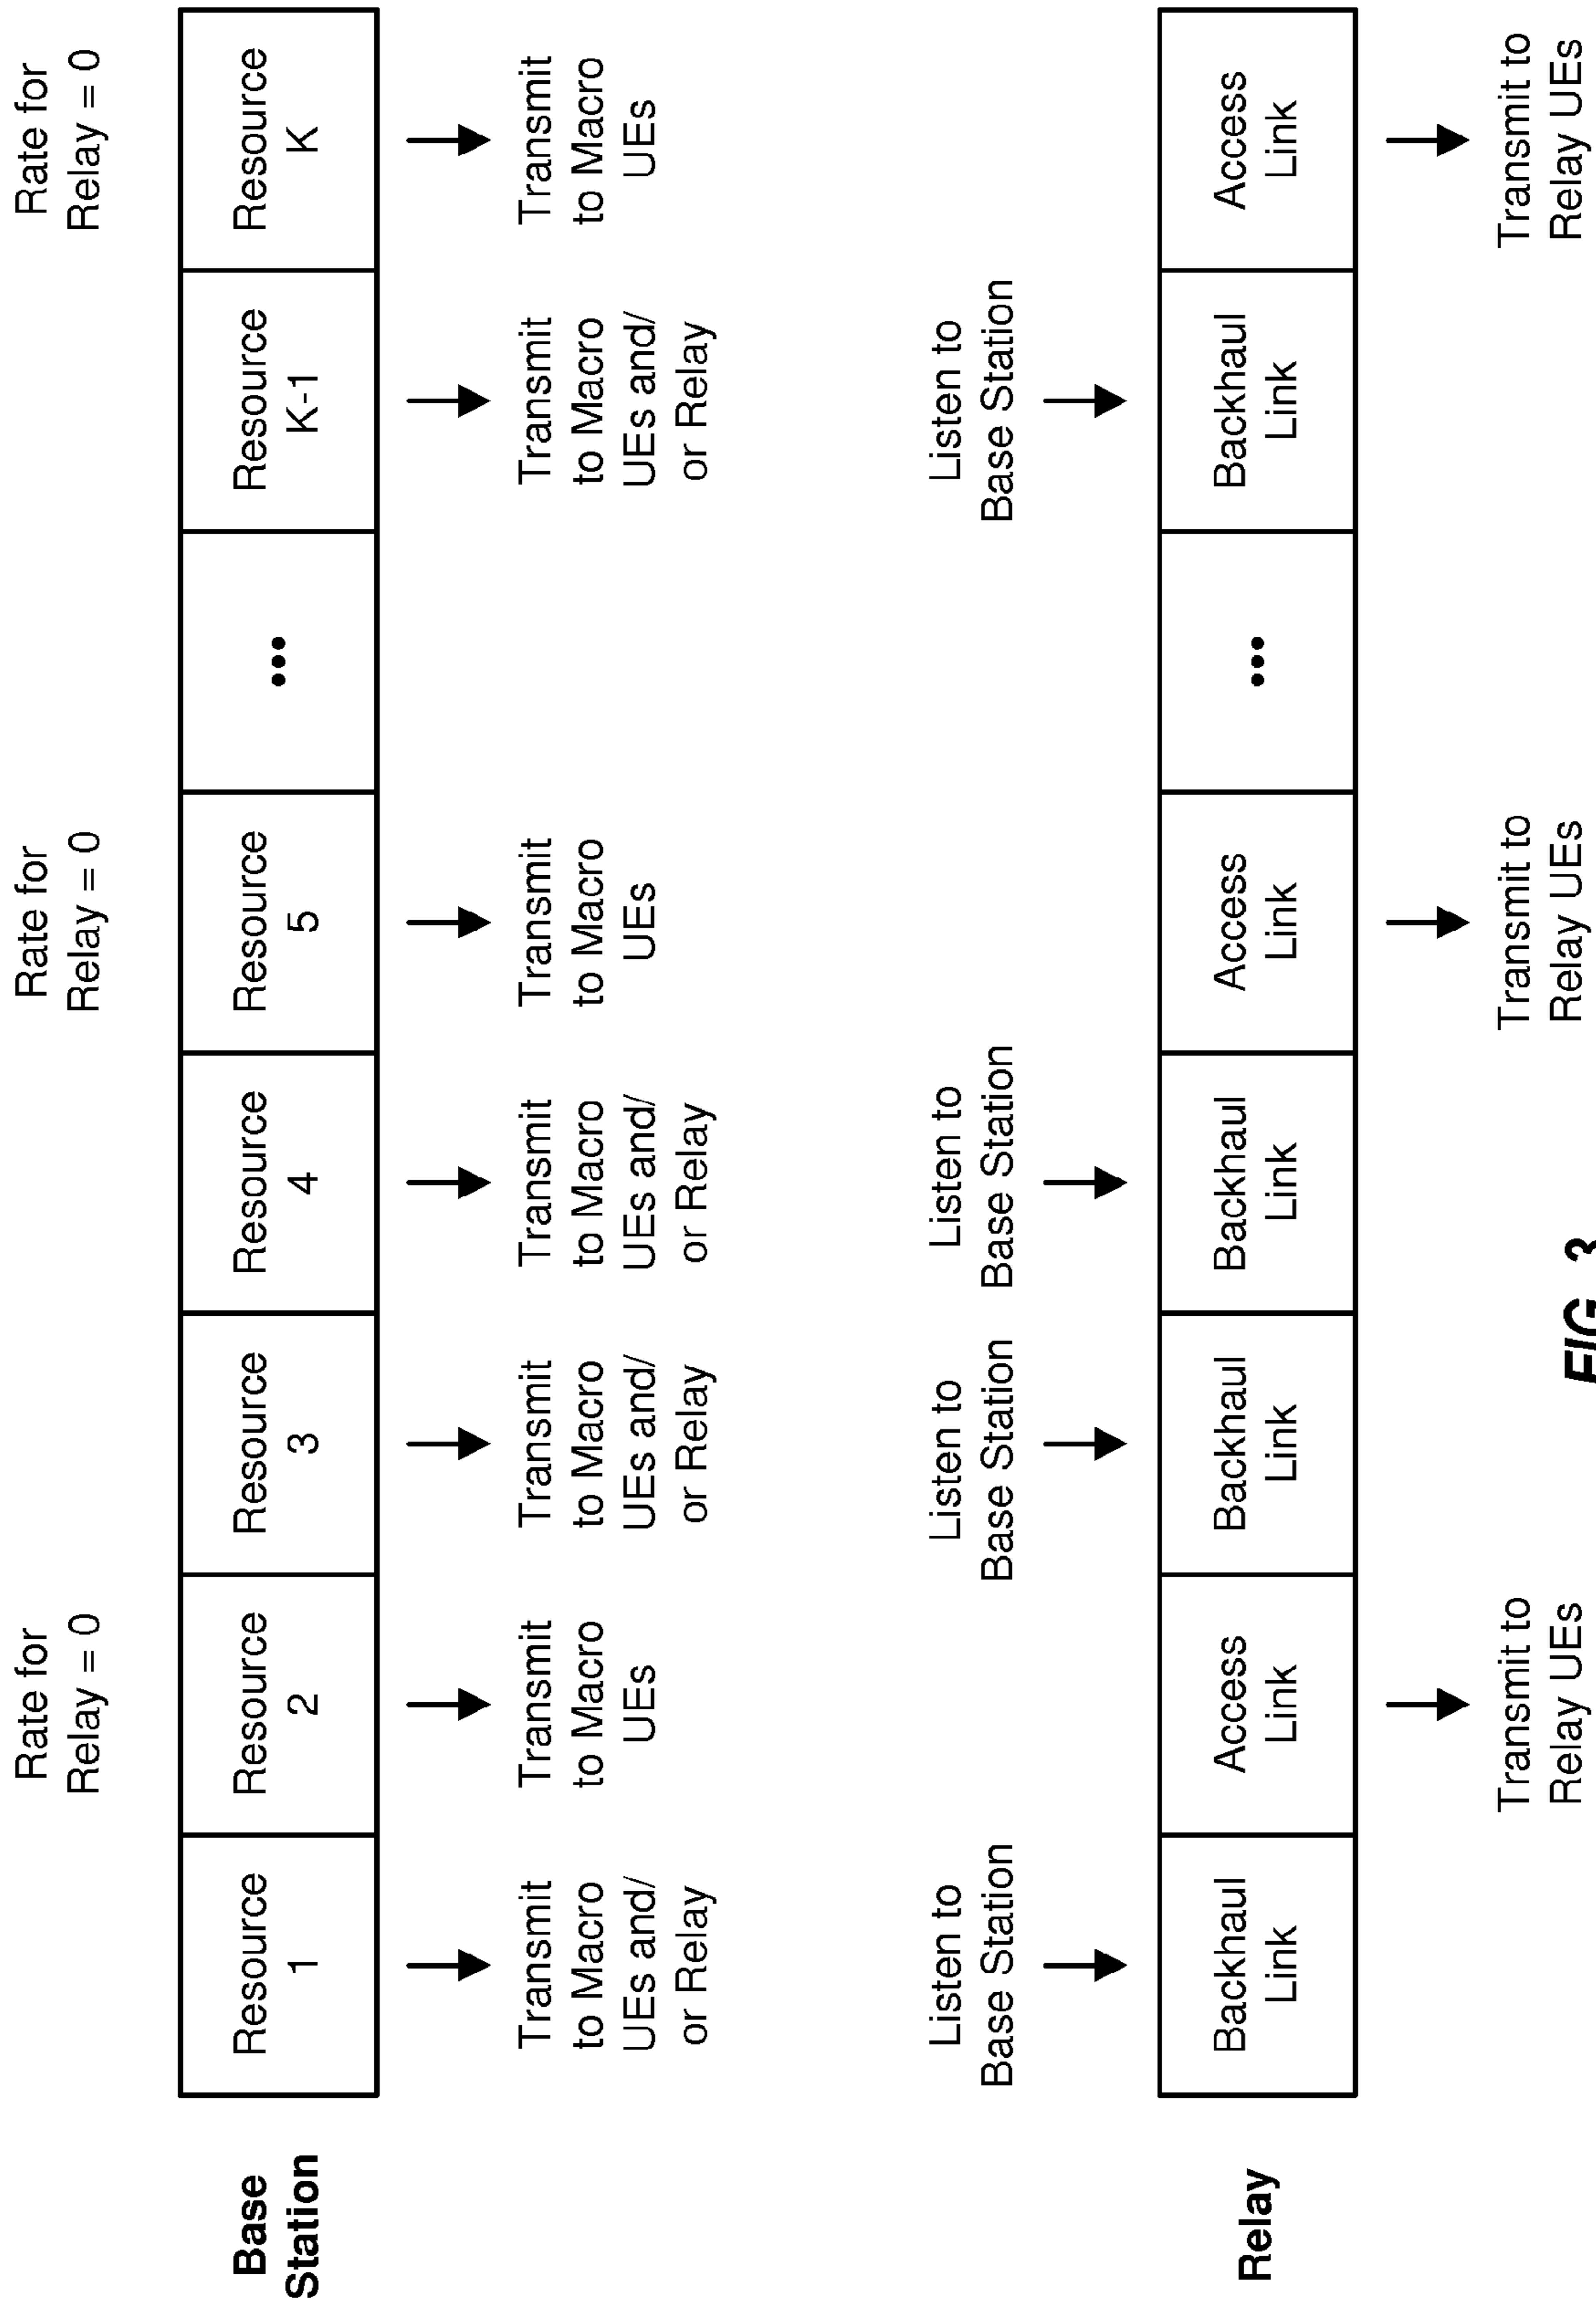 Rate for
Relay = 0
Rate for
Relay = 0
Rate for
Relay = 0
Base
Station
Resource
1
Resource
2
Resource
3
Resource
4
Resource
5
•••
Resource
K-1
Resource
K
Transmit
to Macro
UEs and/
or Relay
Transmit
to Macro
UEs
Transmit
to Macro
UEs and/
or Relay
Transmit
to Macro
UEs and/
or Relay
Transmit
to Macro
UEs
Transmit
to Macro
UEs and/
or Relay
Transmit
to Macro
UEs
Listen to
Base Station
Listen to
Base Station
Listen to
Base Station
Listen to
Base Station
Relay
Backhaul
Link
Access
Link
Backhaul
Link
Backhaul
Link
Access
Link
•••
Backhaul
Link
Access
Link
Transmit to
Relay UEs
Transmit to
Relay UEs
Transmit to
Relay UEs
FIG. 3